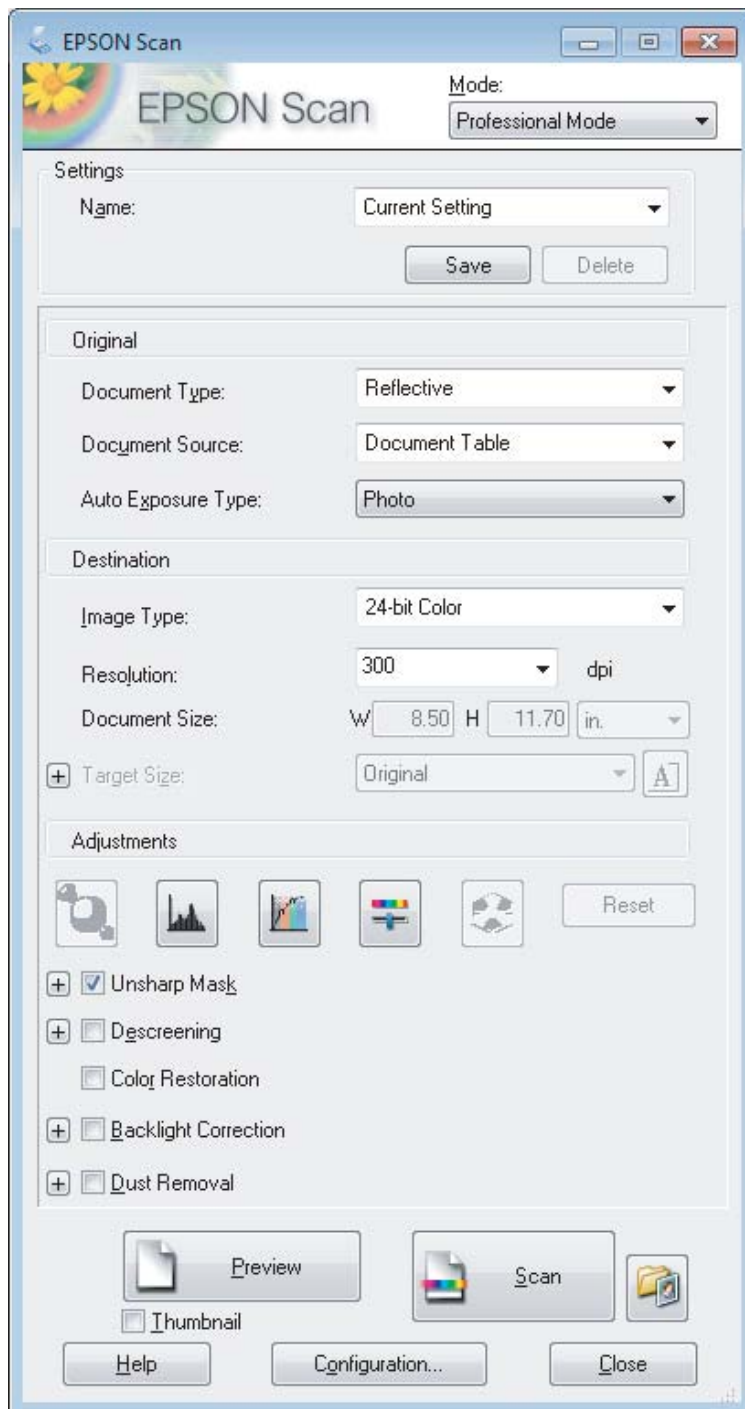 EPSON Scan
EPSON Scan
Mode:
Professional Mode
Settings
Name:
Current Setting
Save
Delete
Original
Document Type:
Reflective
Document Source:
Document Table
Auto Exposure Type:
Photo
Destination
Image Type:
24-bit Color
Resolution:
300
dpi
Document Size:
W 8.50 H 11.70 in.
Target Size:
Original
A
Adjustments
Reset
Unsharp Mask
Descreening
Color Restoration
Backlight Correction
Dust Removal
Preview
Scan
Thumbnail
Help
Configuration...
Close